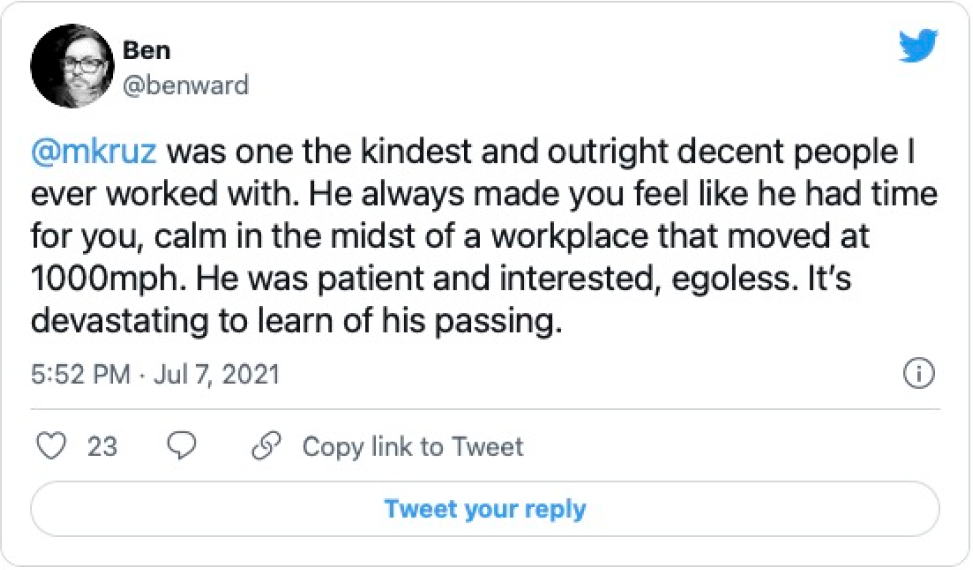 Ben
@benward
@mkruz was one the kindest and outright decent people I
ever worked with. He always made you feel like he had time
for you, calm in the midst of a workplace that moved at
1000mph. He was patient and interested, egoless. It’s
devastating to learn of his passing.
5:52 PM · Jul 7, 2021
23 Copy link to Tweet
Tweet your reply